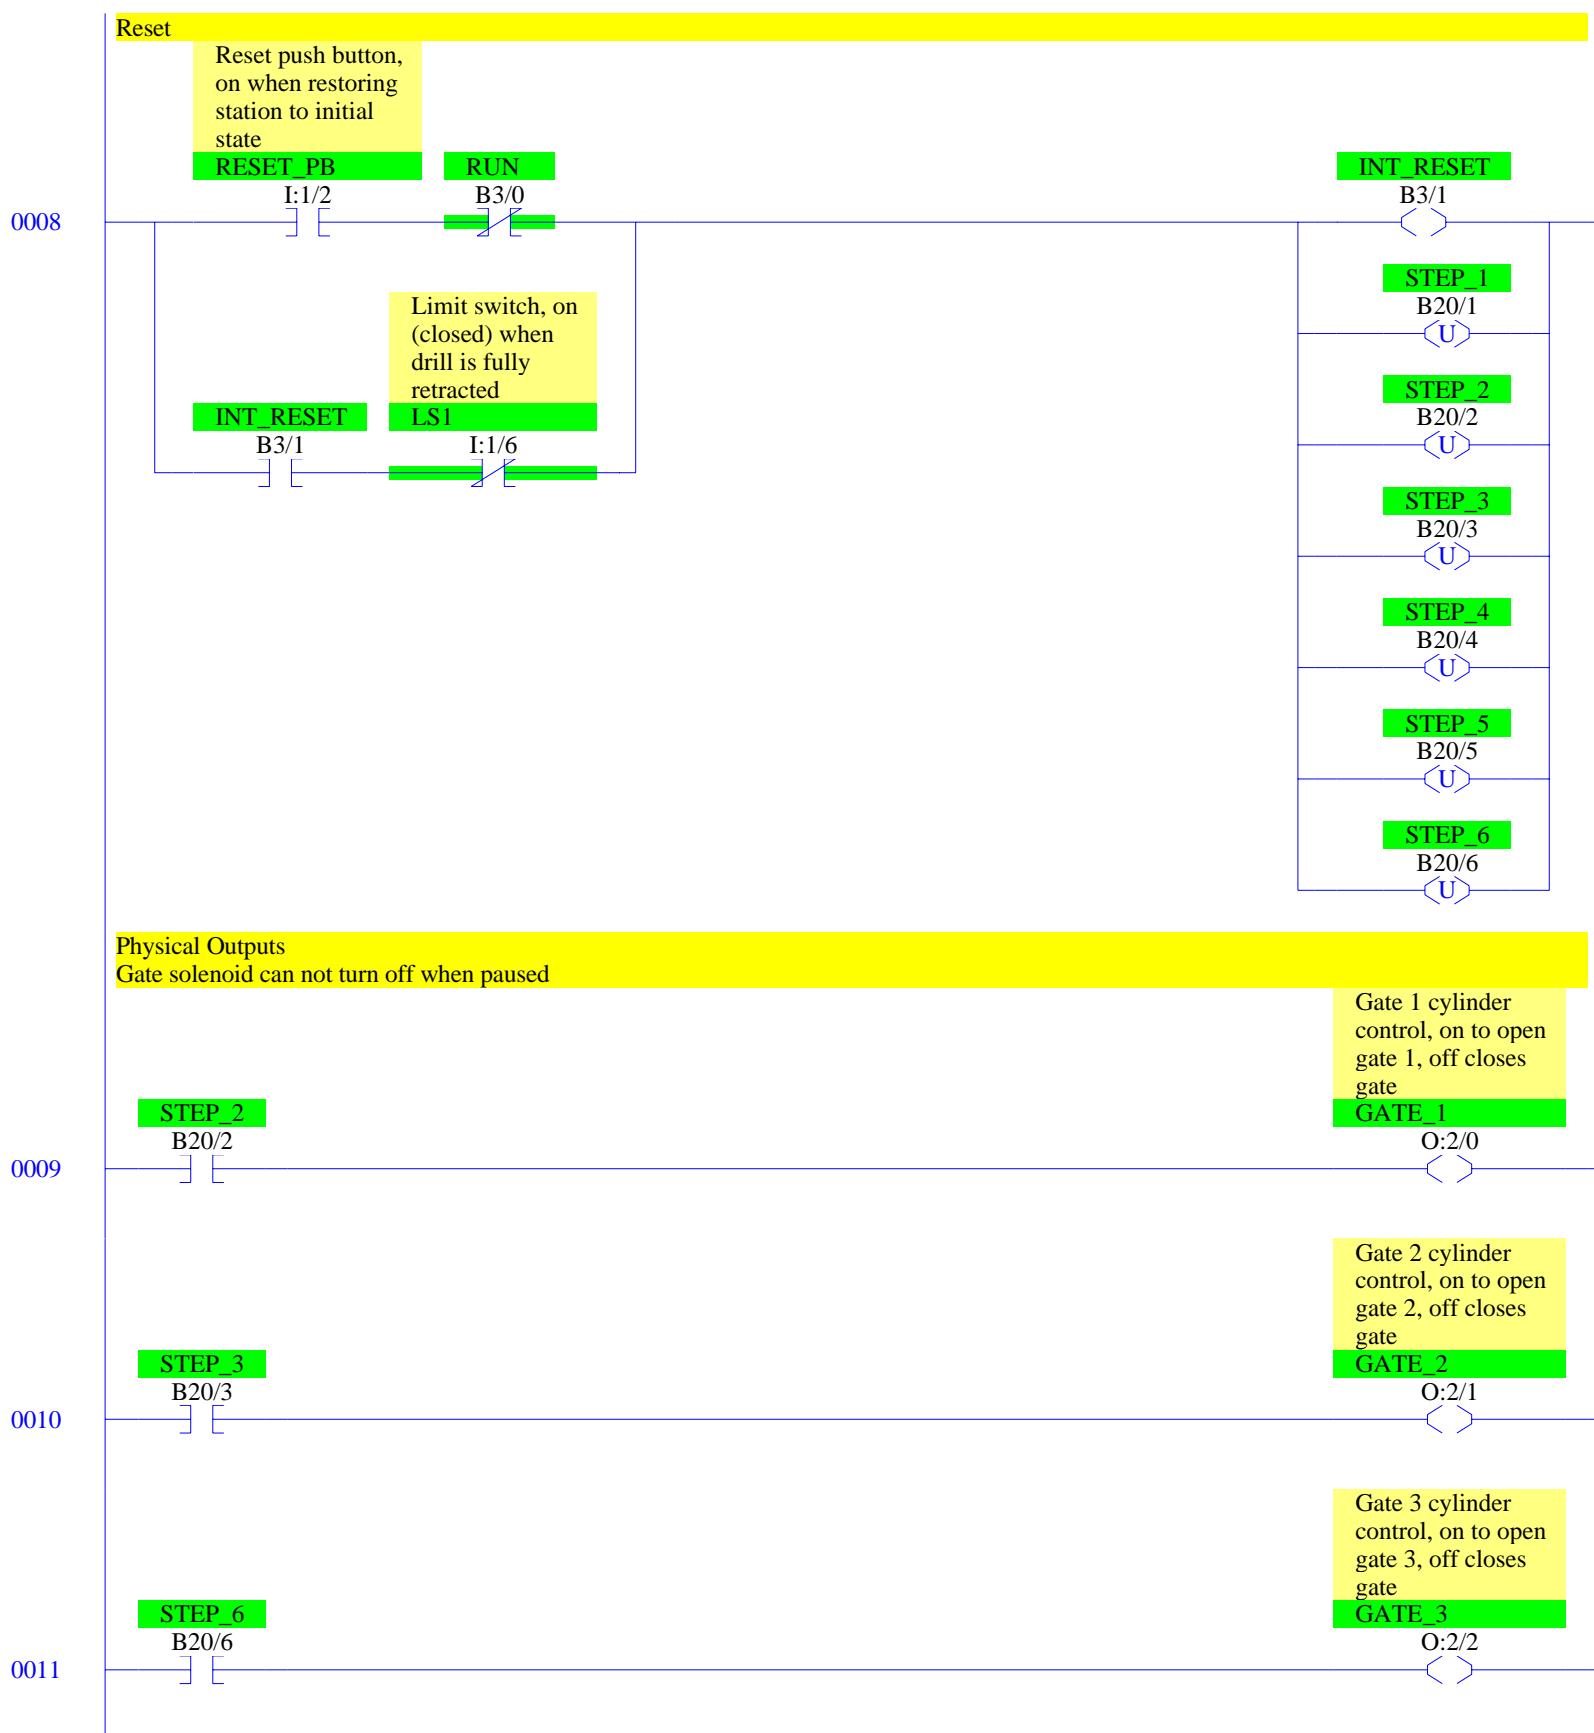 Reset
Reset push button,
on when restoring
station to initial
state
RESET_PB
I:1/2
RUN
B3/0
INT_RESET
B3/1
0008
STEP_1
B20/1
U
Limit switch, on
(closed) when
drill is fully
retracted
LS1
I:1/6
INT_RESET
B3/1
STEP_2
B20/2
U
STEP_3
B20/3
U
STEP_4
B20/4
U
STEP_5
B20/5
U
STEP_6
B20/6
U
Physical Outputs
Gate solenoid can not turn off when paused
Gate 1 cylinder
control, on to open
gate 1, off closes
gate
GATE_1
O:2/0
STEP_2
B20/2
0009
Gate 2 cylinder
control, on to open
gate 2, off closes
gate
GATE_2
O:2/1
STEP_3
B20/3
0010
Gate 3 cylinder
control, on to open
gate 3, off closes
gate
GATE_3
O:2/2
STEP_6
B20/6
0011